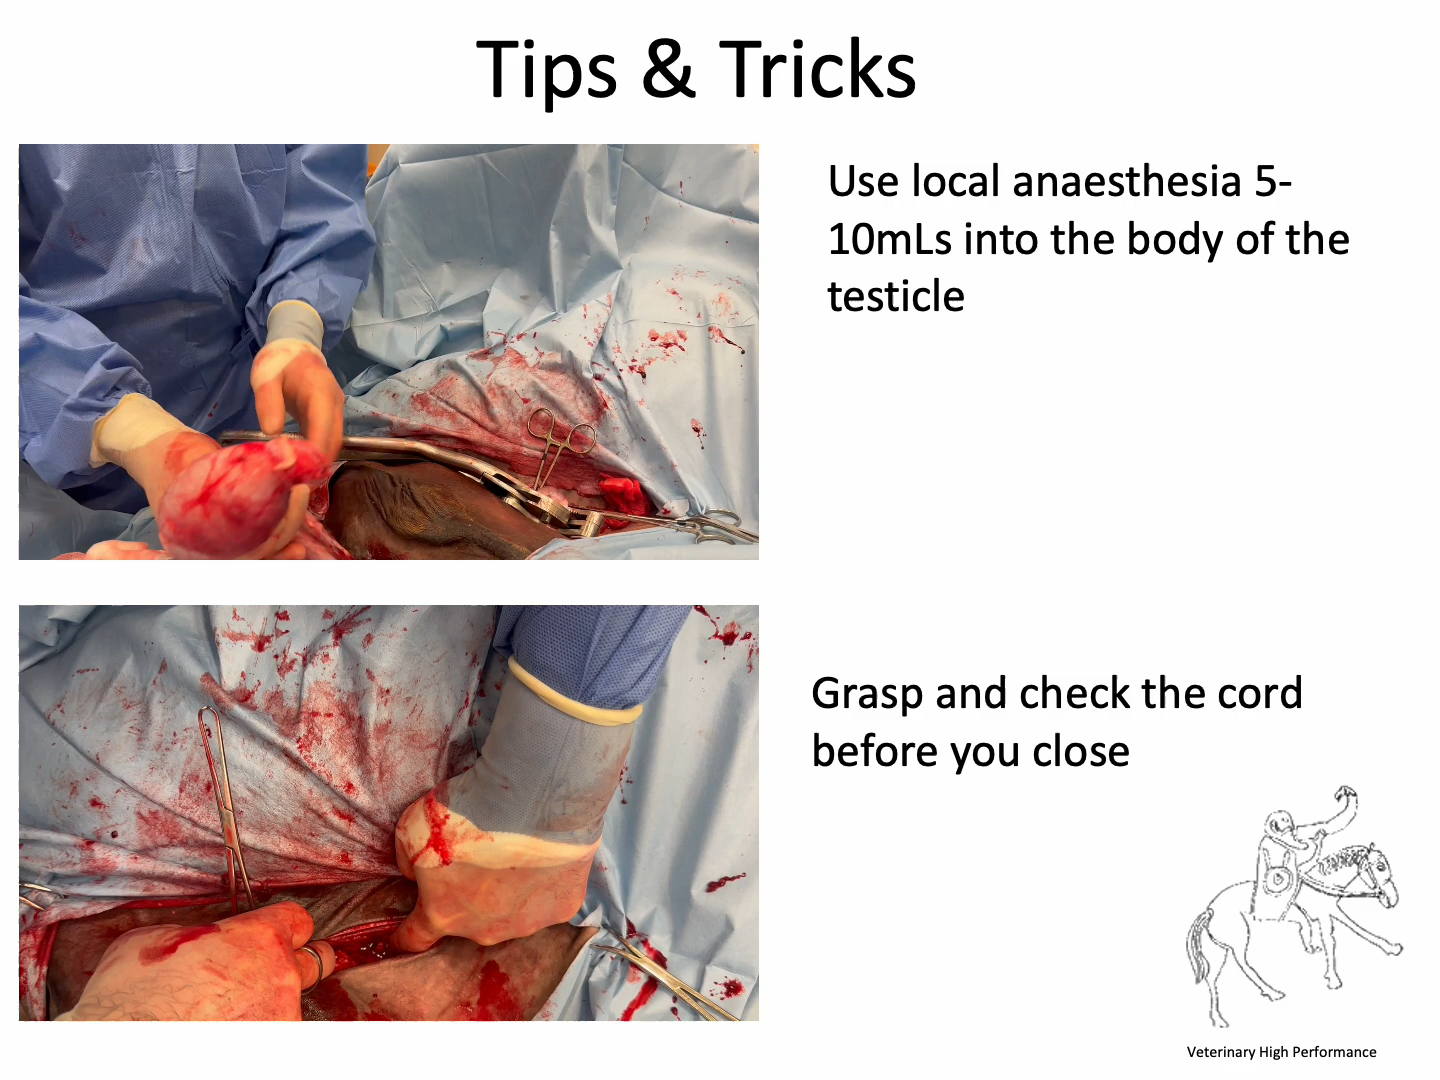 Tips & Tricks
Use local anaesthesia 5-
10mLs into the body of the
testicle
Grasp and check the cord
before you close
Veterinary High Performance